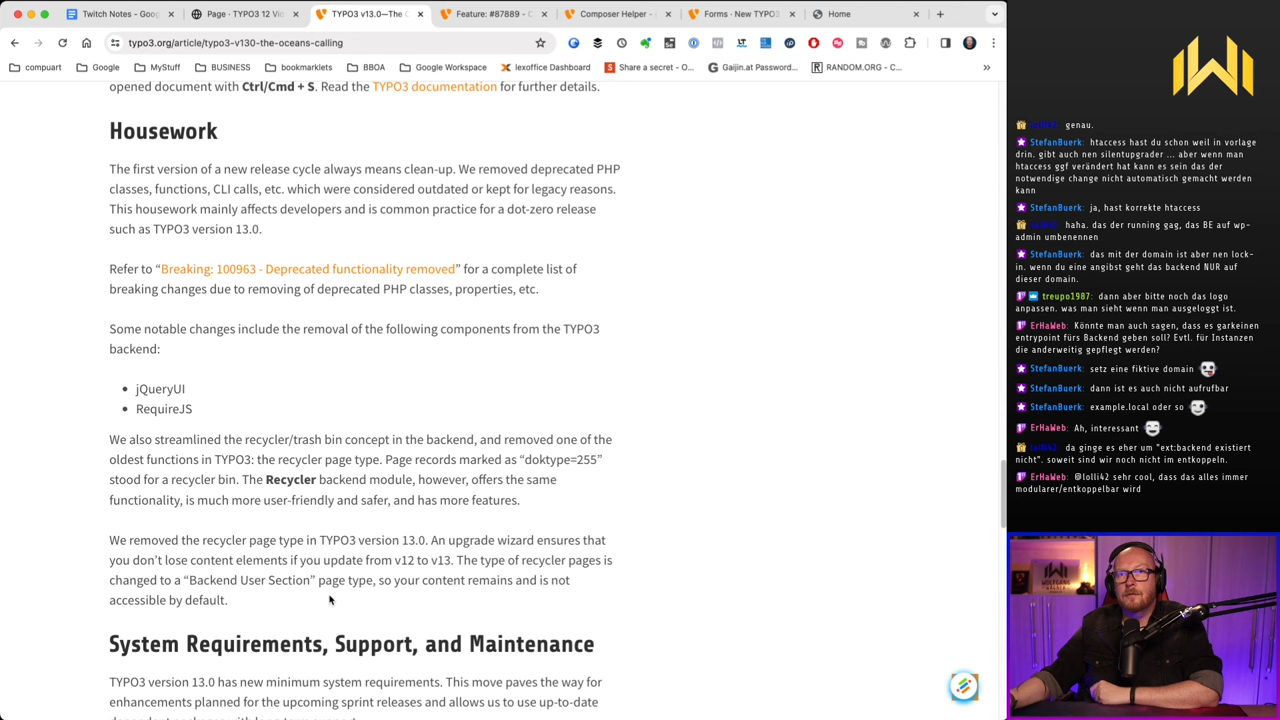 Twitch Notes - Goog
Page · TYPO3 12 Vid
TYPO3 v13.0—The O
Feature: #87889 - C
Composer Helper - c
Forms · New TYPO3
Home
typo3.org/article/typo3-v130-the-oceans-calling
compuart
Google
MyStuff
BUSINESS
bookmarklets
BBOA
Google Workspace
lexoffice Dashboard
Share a secret - O...
Gaijin.at Password...
RANDOM.ORG - C...
opened document with Ctrl/Cmd + S. Read the TYPO3 documentation for further details.
Housework
The first version of a new release cycle always means clean-up. We removed deprecated PHP
classes, functions, CLI calls, etc. which were considered outdated or kept for legacy reasons.
This housework mainly affects developers and is common practice for a dot-zero release
such as TYPO3 version 13.0.
Refer to “Breaking: 100963 - Deprecated functionality removed” for a complete list of
breaking changes due to removing of deprecated PHP classes, properties, etc.
Some notable changes include the removal of the following components from the TYPO3
backend:
• jQueryUI
• RequireJS
We also streamlined the recycler/trash bin concept in the backend, and removed one of the
oldest functions in TYPO3: the recycler page type. Page records marked as “doktype=255”
stood for a recycler bin. The Recycler backend module, however, offers the same
functionality, is much more user-friendly and safer, and has more features.
We removed the recycler page type in TYPO3 version 13.0. An upgrade wizard ensures that
you don’t lose content elements if you update from v12 to v13. The type of recycler pages is
changed to a “Backend User Section” page type, so your content remains and is not
accessible by default.
System Requirements, Support, and Maintenance
TYPO3 version 13.0 has new minimum system requirements. This move paves the way for
enhancements planned for the upcoming sprint releases and allows us to use up-to-date
lolli42: genau.
StefanBuerk: htaccess hast du schon weil in vorlage
drin. gibt auch nen silentupgrader ... aber wenn man
htaccess ggf verändert hat kann es sein das der
notwendige change nicht automatisch gemacht werden
kann
StefanBuerk: ja, hast korrekte htaccess
lolli42: haha. das der running gag, das BE auf wp-
admin umbenennen
StefanBuerk: das mit der domain ist aber nen lock-
in. wenn du eine angibst geht das backend NUR auf
dieser domain.
treupo1987: dann aber bitte noch das logo
anpassen. was man sieht wenn man ausgeloggt ist.
ErHaWeb: Könnte man auch sagen, dass es garkeinen
entrypoint fürs Backend geben soll? Evtl. für Instanzen
die anderweitig gepflegt werden?
StefanBuerk: setz eine fiktive domain
StefanBuerk: dann ist es auch nicht aufrufbar
StefanBuerk: example.local oder so
ErHaWeb: Ah, interessant
lolli42: da ginge es eher um "ext:backend existiert
nicht". soweit sind wir noch nicht im entkoppeln.
ErHaWeb: @lolli42 sehr cool, dass das alles immer
modularer/entkoppelbar wird